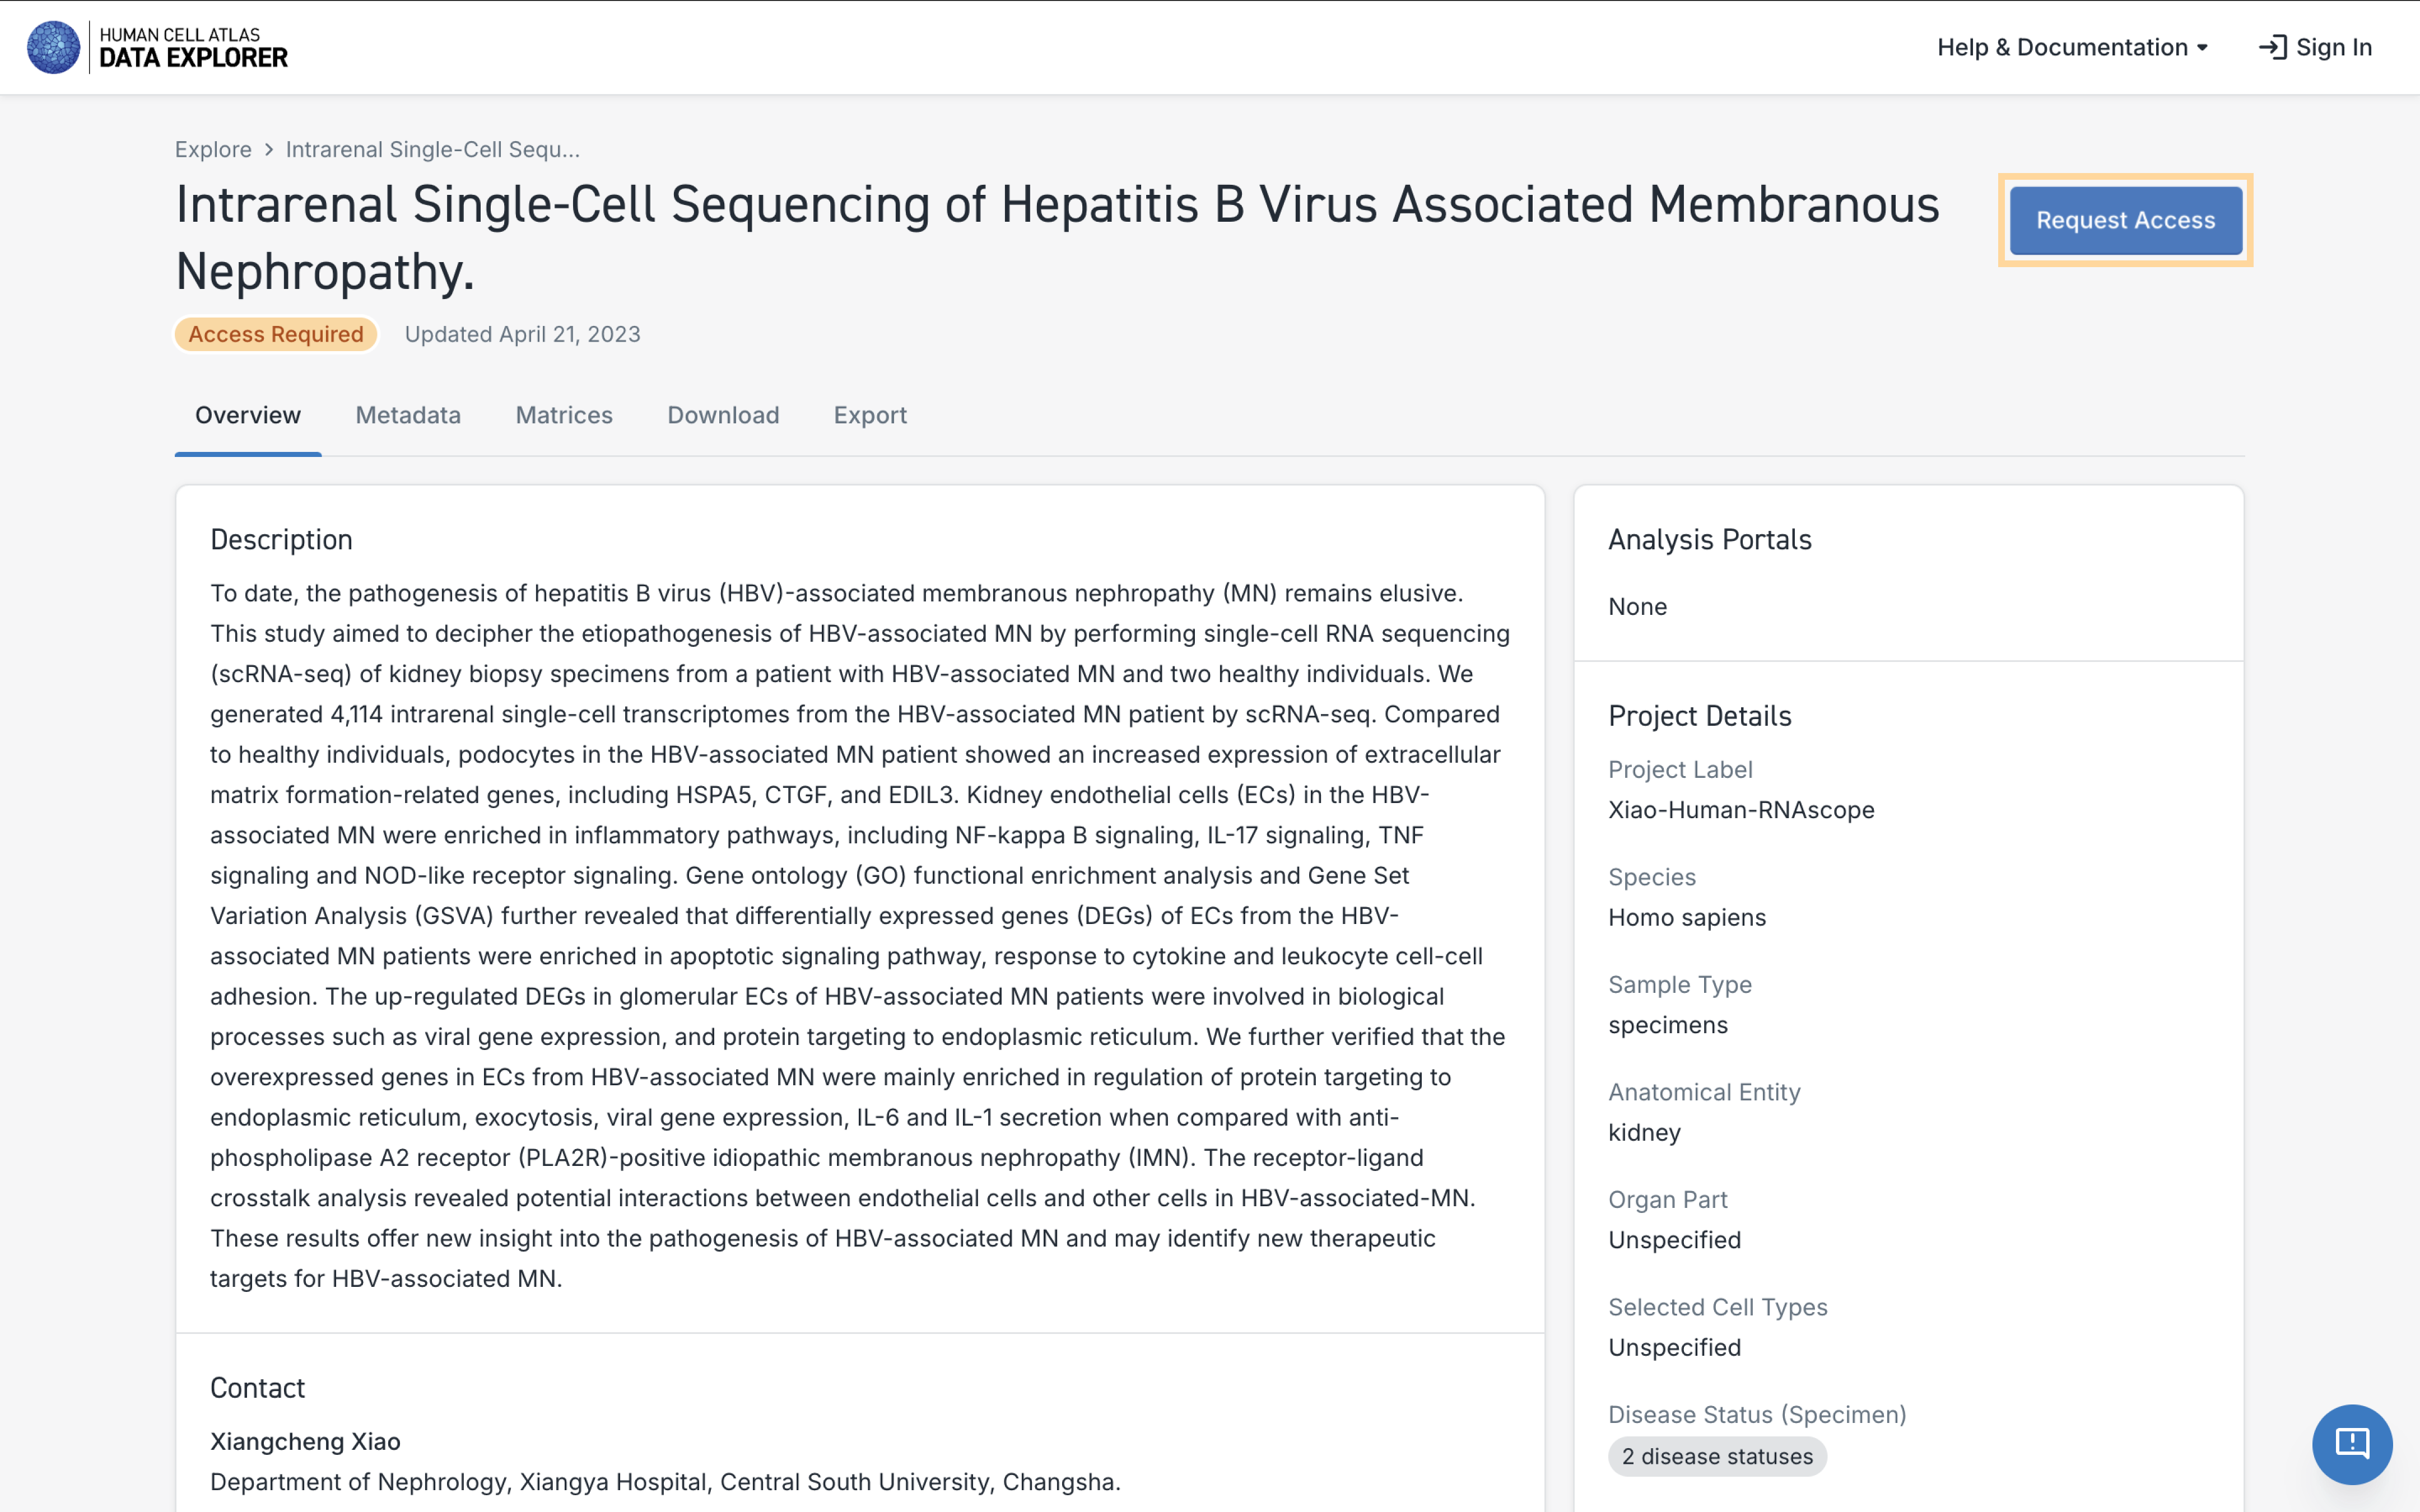 HUMAN CELL ATLAS
DATA EXPLORER
Help & Documentation
Sign In
Explore > Intrarenal Single-Cell Sequ...
Intrarenal Single-Cell Sequencing of Hepatitis B Virus Associated Membranous
Nephropathy.
Request Access
Access Required
Updated April 21, 2023
Overview
Metadata
Matrices
Download
Export
Description
To date, the pathogenesis of hepatitis B virus (HBV)-associated membranous nephropathy (MN) remains elusive.
This study aimed to decipher the etiopathogenesis of HBV-associated MN by performing single-cell RNA sequencing
(scRNA-seq) of kidney biopsy specimens from a patient with HBV-associated MN and two healthy individuals. We
generated 4,114 intrarenal single-cell transcriptomes from the HBV-associated MN patient by scRNA-seq. Compared
to healthy individuals, podocytes in the HBV-associated MN patient showed an increased expression of extracellular
matrix formation-related genes, including HSPA5, CTGF, and EDIL3. Kidney endothelial cells (ECs) in the HBV-
associated MN were enriched in inflammatory pathways, including NF-kappa B signaling, IL-17 signaling, TNF
signaling and NOD-like receptor signaling. Gene ontology (GO) functional enrichment analysis and Gene Set
Variation Analysis (GSVA) further revealed that differentially expressed genes (DEGs) of ECs from the HBV-
associated MN patients were enriched in apoptotic signaling pathway, response to cytokine and leukocyte cell-cell
adhesion. The up-regulated DEGs in glomerular ECs of HBV-associated MN patients were involved in biological
processes such as viral gene expression, and protein targeting to endoplasmic reticulum. We further verified that the
overexpressed genes in ECs from HBV-associated MN were mainly enriched in regulation of protein targeting to
endoplasmic reticulum, exocytosis, viral gene expression, IL-6 and IL-1 secretion when compared with anti-
phospholipase A2 receptor (PLA2R)-positive idiopathic membranous nephropathy (IMN). The receptor-ligand
crosstalk analysis revealed potential interactions between endothelial cells and other cells in HBV-associated-MN.
These results offer new insight into the pathogenesis of HBV-associated MN and may identify new therapeutic
targets for HBV-associated MN.
Contact
Xiangcheng Xiao
Department of Nephrology, Xiangya Hospital, Central South University, Changsha.
Analysis Portals
None
Project Details
Project Label
Xiao-Human-RNAscope
Species
Homo sapiens
Sample Type
specimens
Anatomical Entity
kidney
Organ Part
Unspecified
Selected Cell Types
Unspecified
Disease Status (Specimen)
2 disease statuses